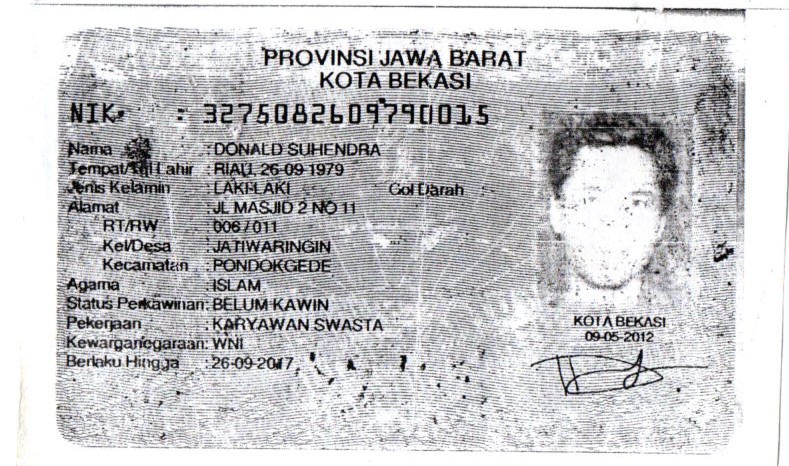 PROVINSI JAWA BARAT
KOTA BEKASI
NIK : 3275082609790015
Nama : DONALD SUHENDRA
Tempat/Tgl Lahir : RIAU, 26-09-1979
Jenis Kelamin : LAKI-LAKI Gol Darah : -
Alamat : JL MASJID 2 NO 11
RT/RW : 006 / 011
Kel/Desa : JATIWARINGIN
Kecamatan : PONDOKGEDE
Agama : ISLAM
Status Perkawinan: BELUM KAWIN
Pekerjaan : KARYAWAN SWASTA
Kewarganegaraan: WNI
Berlaku Hingga : 26-09-2017
KOTA BEKASI
09-05-2012